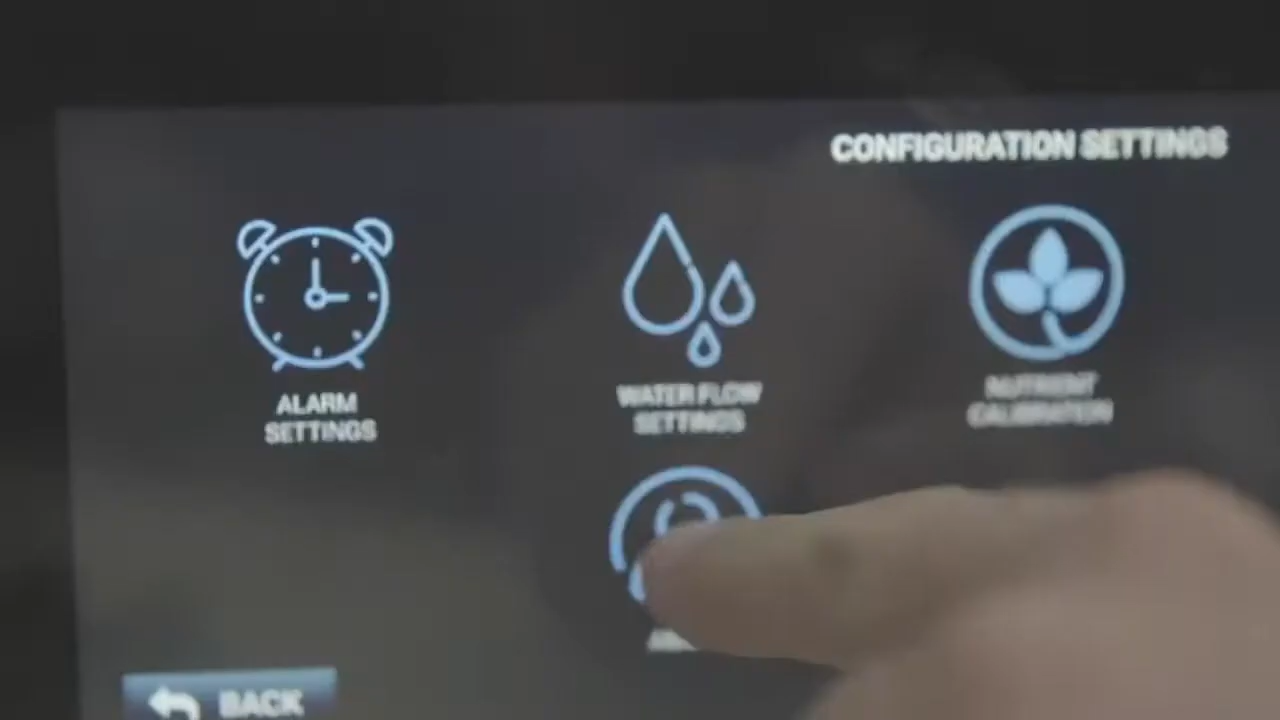 CONFIGURATION SETTINGS
ALARM
SETTINGS
WATER FLOW
SETTINGS
NUTRIENT
CALIBRATION
BACK